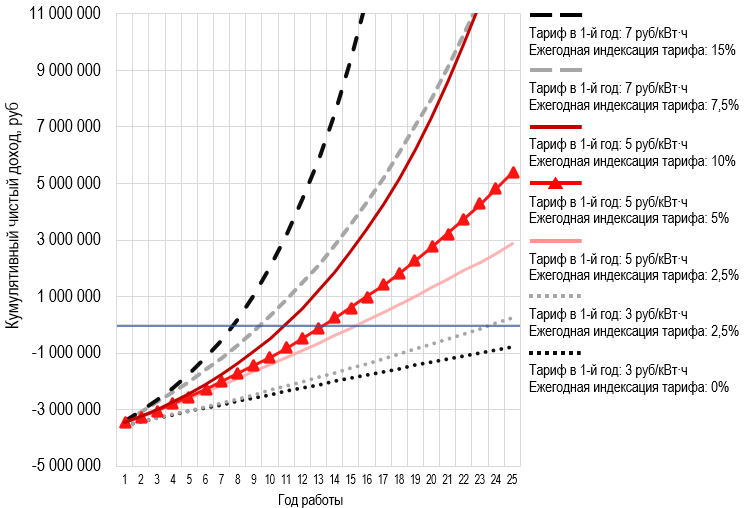 Кумулятивный чистый доход, руб
11 000 000
9 000 000
7 000 000
5 000 000
3 000 000
1 000 000
-1 000 000
-3 000 000
-5 000 000
1 2 3 4 5 6 7 8 9 10 11 12 13 14 15 16 17 18 19 20 21 22 23 24 25
Год работы
Тариф в 1-й год: 7 руб/кВт·ч
Ежегодная индексация тарифа: 15%
Тариф в 1-й год: 7 руб/кВт·ч
Ежегодная индексация тарифа: 7,5%
Тариф в 1-й год: 5 руб/кВт·ч
Ежегодная индексация тарифа: 10%
Тариф в 1-й год: 5 руб/кВт·ч
Ежегодная индексация тарифа: 5%
Тариф в 1-й год: 5 руб/кВт·ч
Ежегодная индексация тарифа: 2,5%
Тариф в 1-й год: 3 руб/кВт·ч
Ежегодная индексация тарифа: 2,5%
Тариф в 1-й год: 3 руб/кВт·ч
Ежегодная индексация тарифа: 0%